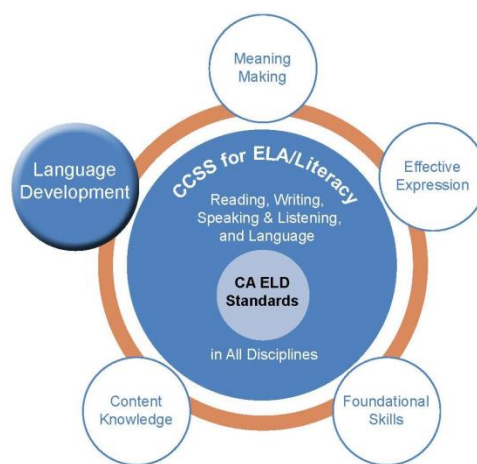 Meaning
Making
Language
Development
Effective
Expression
CCSS for ELA/Literacy
Reading, Writing,
Speaking & Listening,
and Language
CA ELD
Standards
in All Disciplines
Content
Knowledge
Foundational
Skills